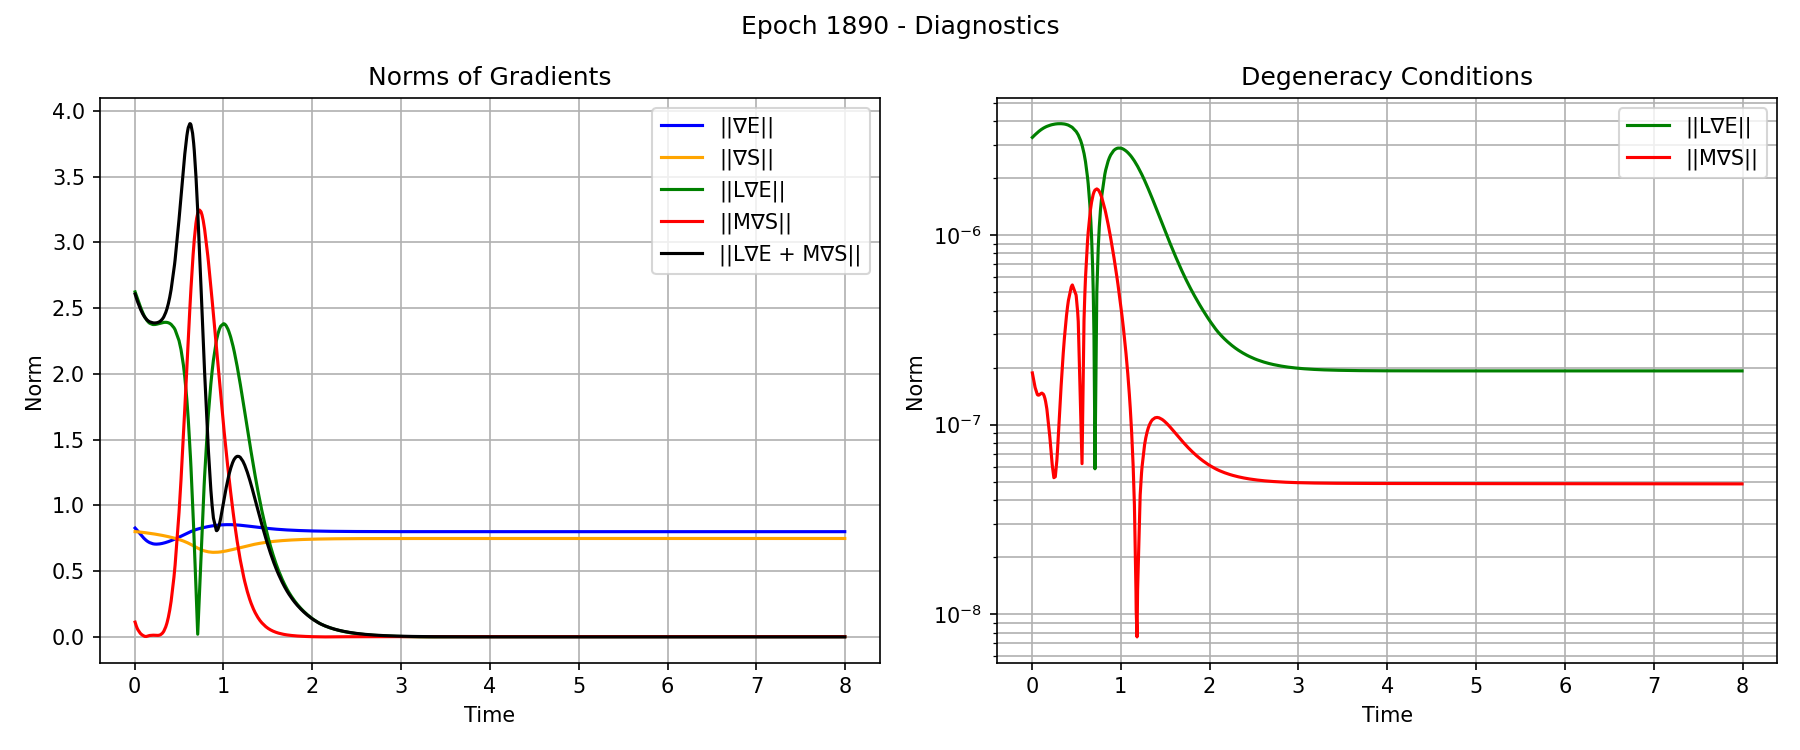 Epoch 1890 - Diagnostics
Norms of Gradients
4.0
3.5
3.0
2.5
2.0
1.5
1.0
0.5
0.0
Norm
0 1 2 3 4 5 6 7 8
Time
||∇E||
||∇S||
||L∇E||
||M∇S||
||L∇E + M∇S||
Degeneracy Conditions
10⁻⁶
10⁻⁷
10⁻⁸
Norm
0 1 2 3 4 5 6 7 8
Time
||L∇E||
||M∇S||